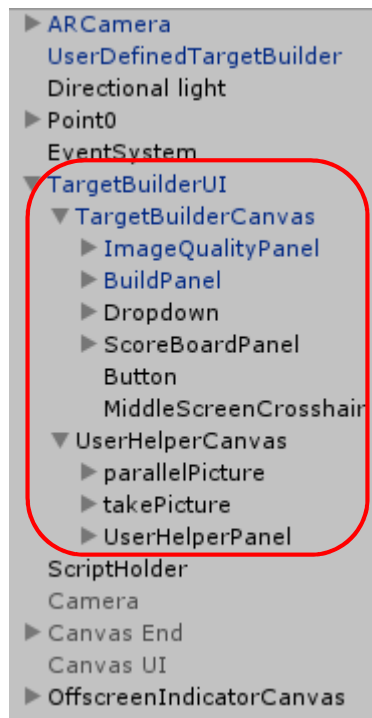 ARCamera
UserDefinedTargetBuilder
Directional light
Point0
EventSystem
TargetBuilderUI
TargetBuilderCanvas
ImageQualityPanel
BuildPanel
Dropdown
ScoreBoardPanel
Button
MiddleScreenCrosshair
UserHelperCanvas
parallelPicture
takePicture
UserHelperPanel
ScriptHolder
Camera
Canvas End
Canvas UI
OffscreenIndicatorCanvas